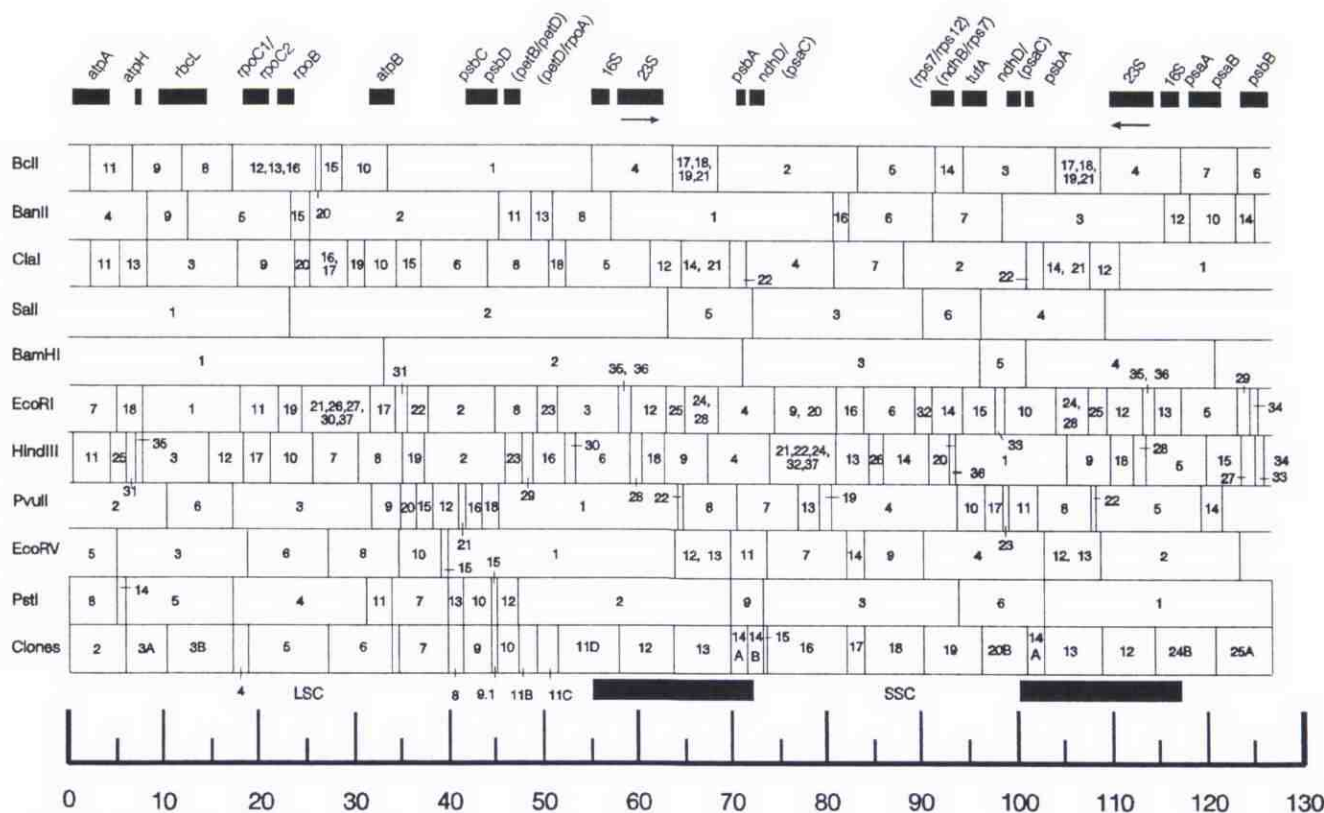 atpA atpH rbcL rpoC1/ rpoC2 rpoB atpB psbC psbD (petB/petD) (petD/rpoA) 16S 23S psbA ndhD/ (psaC) (rps7/rps12) (ndhB/rps7) tufA ndhD/ (psaC) psbA 23S 16S psaA psaB psbB
BclI 11 9 8 12,13,16 15 10 1 4 17,18, 19,21 2 5 14 3 17,18, 19,21 4 7 6
BanII 4 9 5 15 20 2 11 13 8 1 16 6 7 3 12 10 14
ClaI 11 13 3 9 20 16, 17 19 10 15 6 8 18 5 12 14, 21 22 4 7 2 22 14, 21 12 1
SalI 1 2 5 3 6 4
BamHI 1 2 3 5 4
31 35, 36 35, 36 29
EcoRI 7 18 1 11 19 21,26,27, 30,37 17 22 2 8 23 3 12 25 24, 28 4 9, 20 16 6 32 14 15 33 10 24, 28 25 12 13 5 34
HindIII 11 25 31 35 3 12 17 10 7 8 19 2 23 29 16 30 6 28 18 9 4 21,22,24, 32,37 13 26 14 20 36 1 9 18 28 5 15 27 33 34
PvuII 2 6 3 9 20 15 12 21 16 18 1 22 8 7 13 19 4 10 17 23 11 8 22 5 14
EcoRV 5 3 6 8 10 15 15 1 12, 13 11 7 14 9 4 12, 13 2
PstI 8 14 5 4 11 7 13 10 12 2 9 3 6 1
Clones 2 3A 3B 5 6 7 9 10 11D 12 13 14 A 14 B 15 16 17 18 19 20B 14 A 13 12 24B 25A
4 LSC 8 9.1 11B 11C SSC
0 10 20 30 40 50 60 70 80 90 100 110 120 130